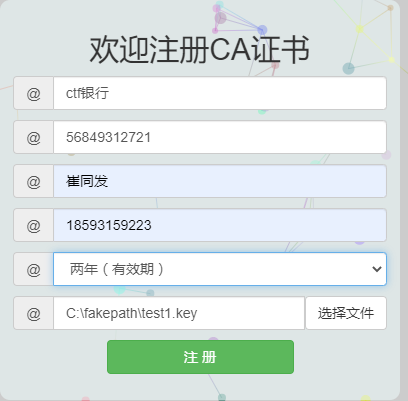 欢迎注册CA证书
@ ctf银行
@ 56849312721
@ 崔同发
@ 18593159223
@ 两年（有效期）
@ C:\fakepath\test1.key 选择文件
注 册